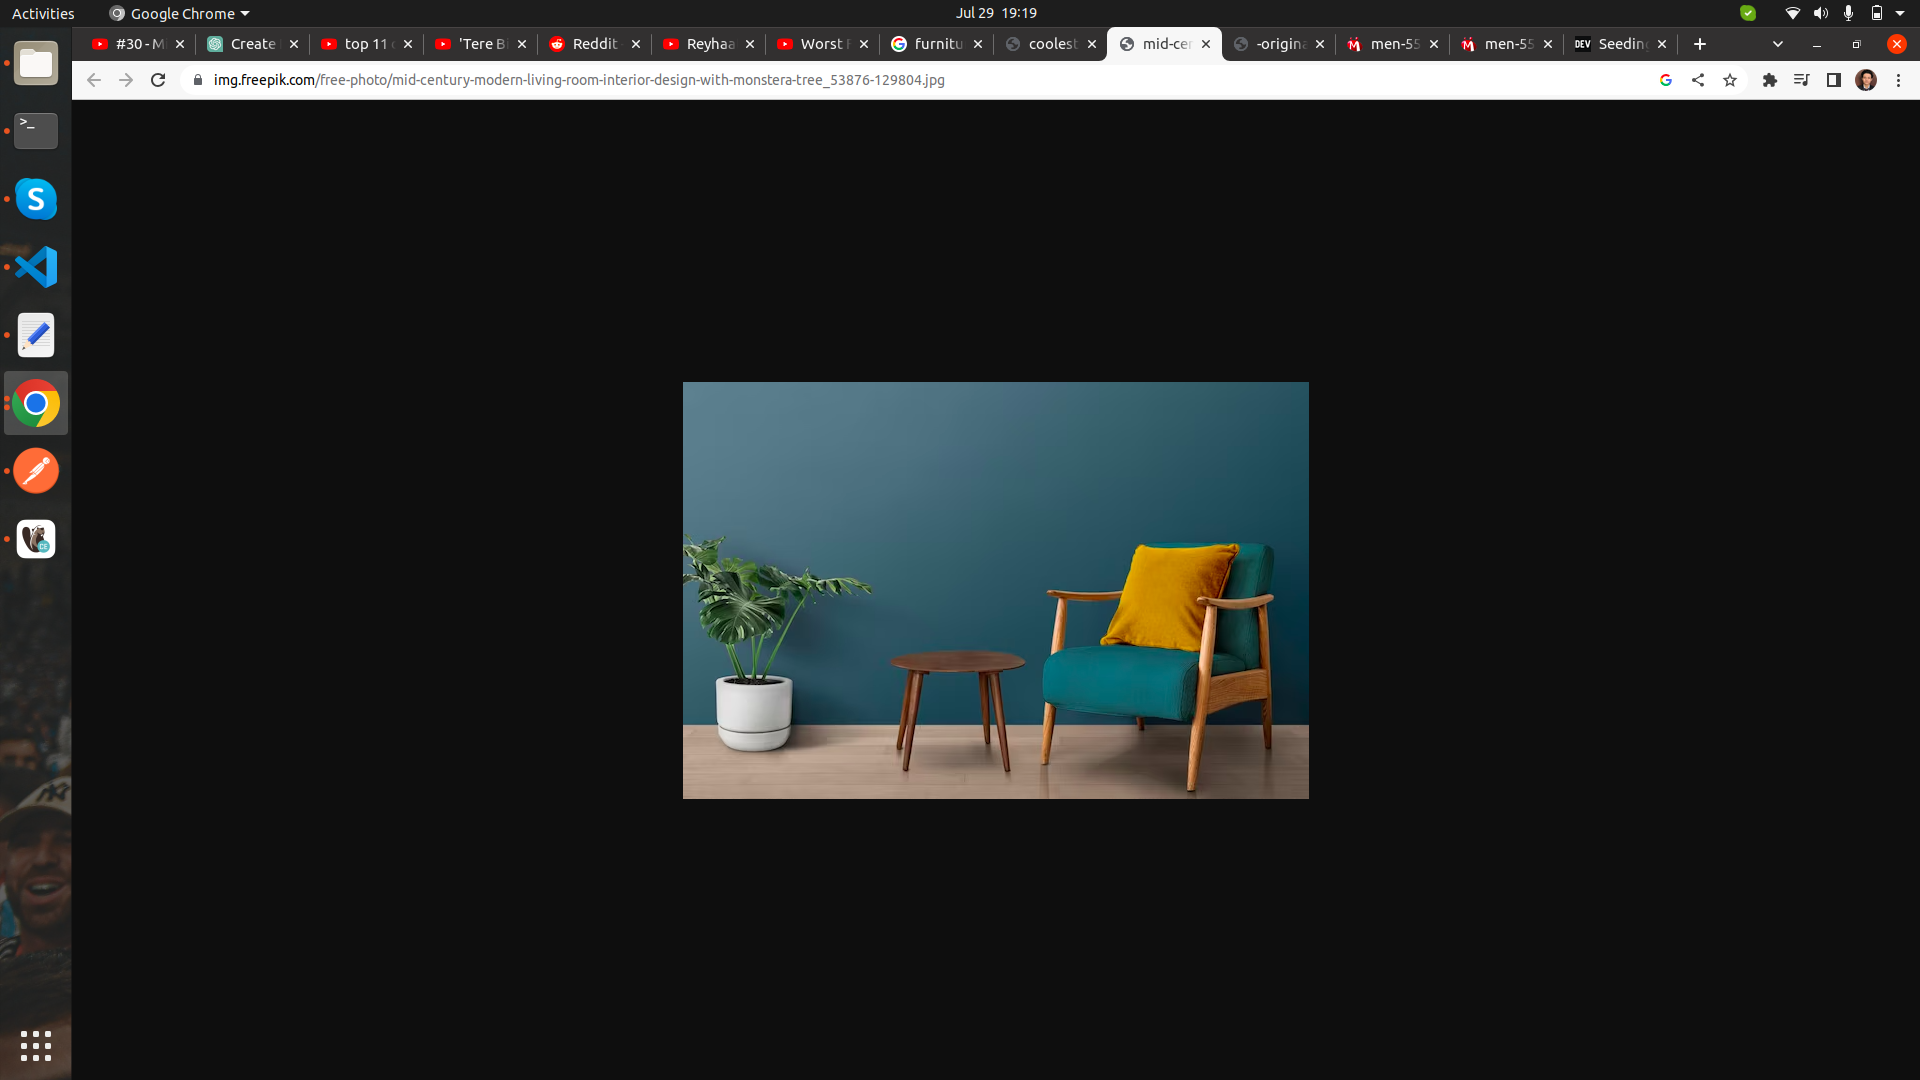 Activities
Google Chrome
Jul 29 19:19
#30 - M
Create
top 11
'Tere B
Reddit
Reyhaa
Worst
furnitu
coolest
mid-cer
-origina
men-55
men-55
DEV Seeding
img.freepik.com/free-photo/mid-century-modern-living-room-interior-design-with-monstera-tree_53876-129804.jpg